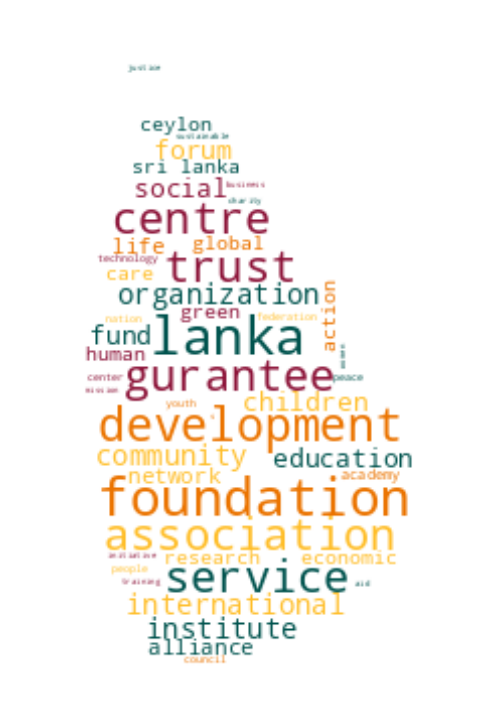 justice
ceylon
sustainable
forum
sri lanka
social business
charity
centre
life global
technology trust
care
organization action
green
nation federation
fund lanka
human
center gurantee peace
mission
youth children
development
community education
network academy
foundation
association
initiative research economic
people service
training aid
international
institute
alliance
council